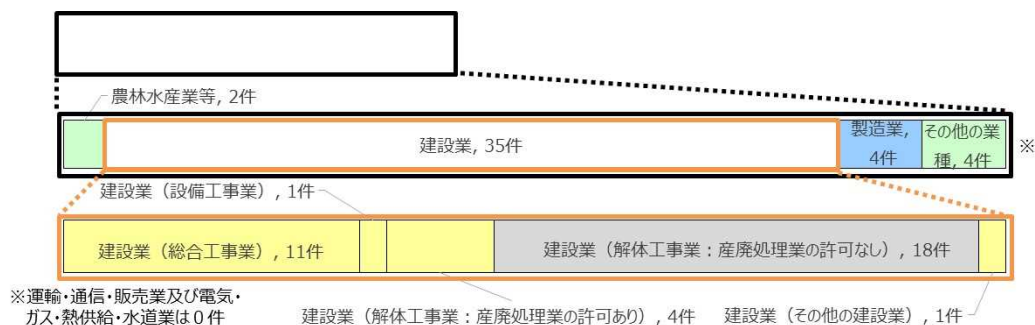 農林水産業等, 2件
建設業, 35件
製造業,
4件
その他の業
種, 4件
※
建設業（設備工事業）, 1件
建設業（総合工事業）, 11件
建設業（解体工事業：産廃処理業の許可なし）, 18件
※運輸・通信・販売業及び電気・
ガス・熱供給・水道業は０件
建設業（解体工事業：産廃処理業の許可あり）, 4件
建設業（その他の建設業）, 1件